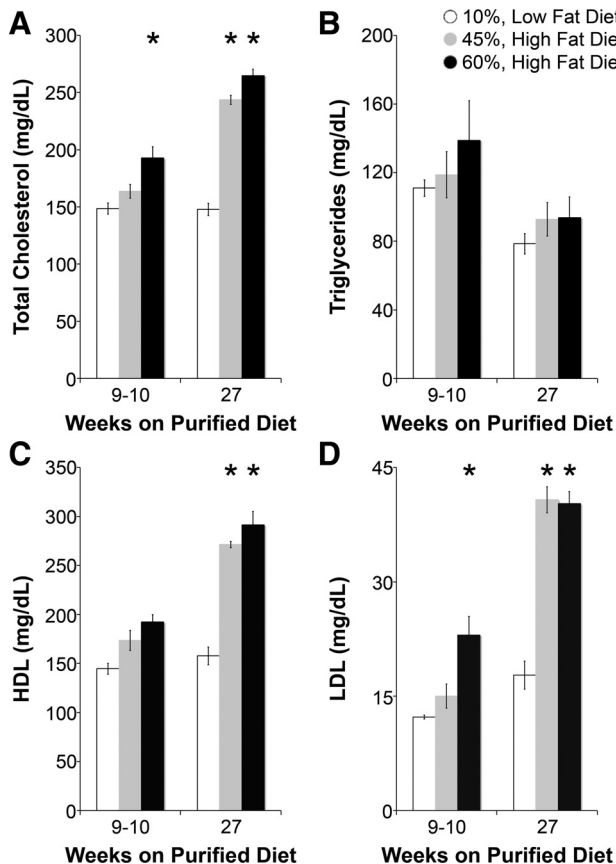 A
B
10%, Low Fat Diet
45%, High Fat Die
60%, High Fat Die
Total Cholesterol (mg/dL)
300
250
200
150
100
50
0
* * *
9-10 27
Weeks on Purified Diet
Triglycerides (mg/dL)
200
160
120
80
40
0
9-10 27
Weeks on Purified Diet
C
HDL (mg/dL)
350
300
250
200
150
100
50
0
* *
9-10 27
Weeks on Purified Diet
D
LDL (mg/dL)
45
30
15
0
* * *
9-10 27
Weeks on Purified Diet